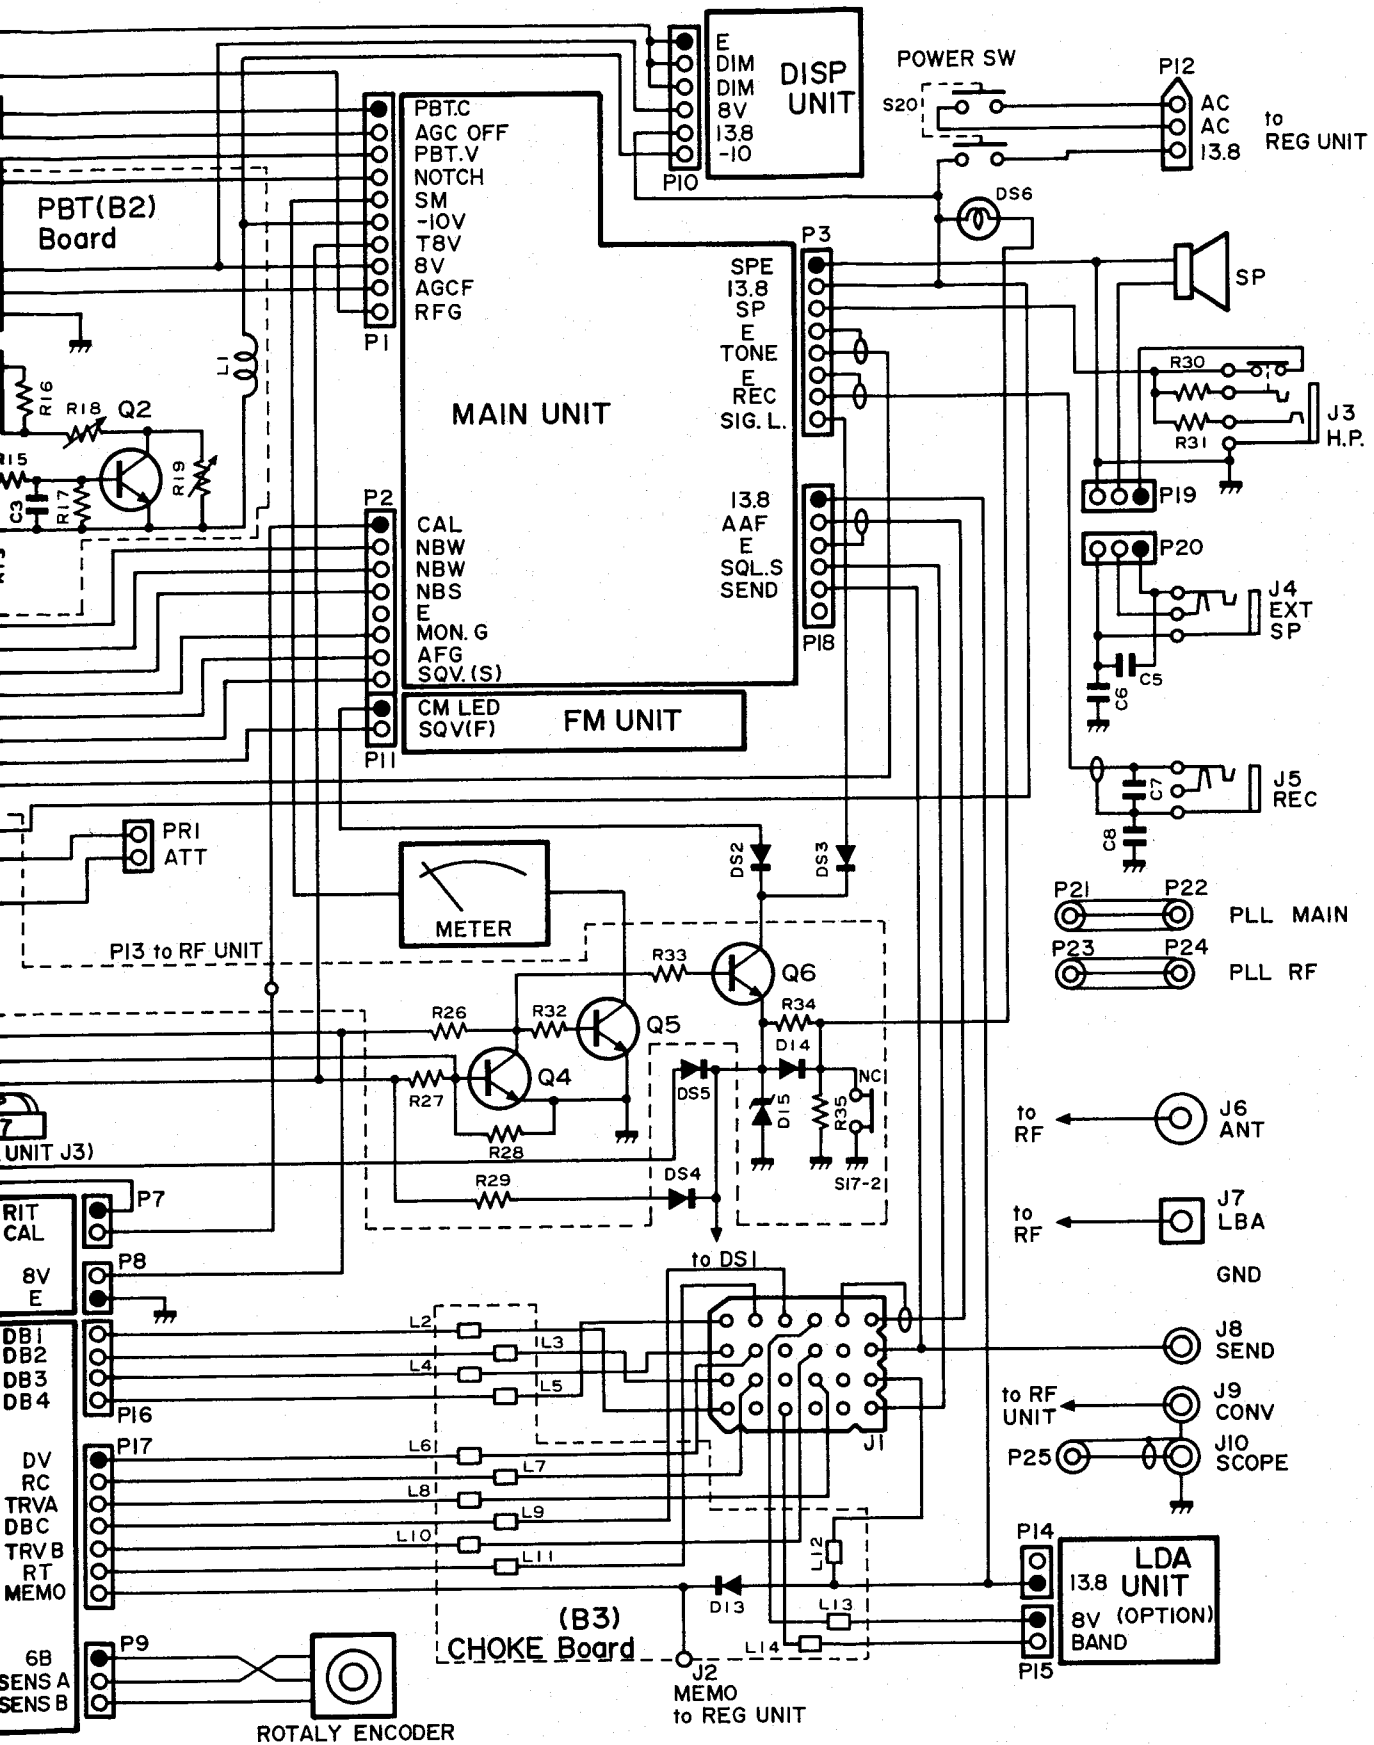 E
DIM
DIM
8V
13.8
-10
P10
DISP
UNIT
POWER SW
S20
P12
AC
AC
13.8
to
REG UNIT
DS6
PBT(B2)
Board
PBT.C
AGC OFF
PBT.V
NOTCH
SM
-10V
T8V
8V
AGCF
RFG
P1
MAIN UNIT
P3
SPE
13.8
SP
E
TONE
E
REC
SIG. L.
SP
R30
R31
J3
H.P.
P19
L1
R16
R18
Q2
R15
C3
R17
R19
P2
CAL
NBW
NBW
NBS
E
MON. G
AFG
SQV.(S)
13.8
AAF
E
SQL.S
SEND
P18
P20
J4
EXT
SP
C5
C6
CM LED
SQV(F)
P11
FM UNIT
J5
REC
C7
C8
PRI
ATT
METER
DS2
DS3
P21
P22
PLL MAIN
P23
P24
PLL RF
P13 to RF UNIT
R33
Q6
R26
R32
Q5
R34
D14
Q4
R27
R28
DS5
D15
R35
NC
S17-2
R29
DS4
to DS1
7
UNIT J3)
to
RF
J6
ANT
to
RF
J7
LBA
GND
RIT
CAL
P7
8V
E
P8
DB1
DB2
DB3
DB4
P16
L2
L3
L4
L5
J1
J8
SEND
to RF
UNIT
J9
CONV
P25
J10
SCOPE
P17
DV
RC
TRVA
DBC
TRVB
RT
MEMO
L6
L7
L8
L9
L10
L11
L12
D13
L13
L14
(B3)
CHOKE Board
J2
MEMO
to REG UNIT
P14
13.8
8V
BAND
P15
LDA
UNIT
(OPTION)
P9
6B
SENS A
SENS B
ROTALY ENCODER